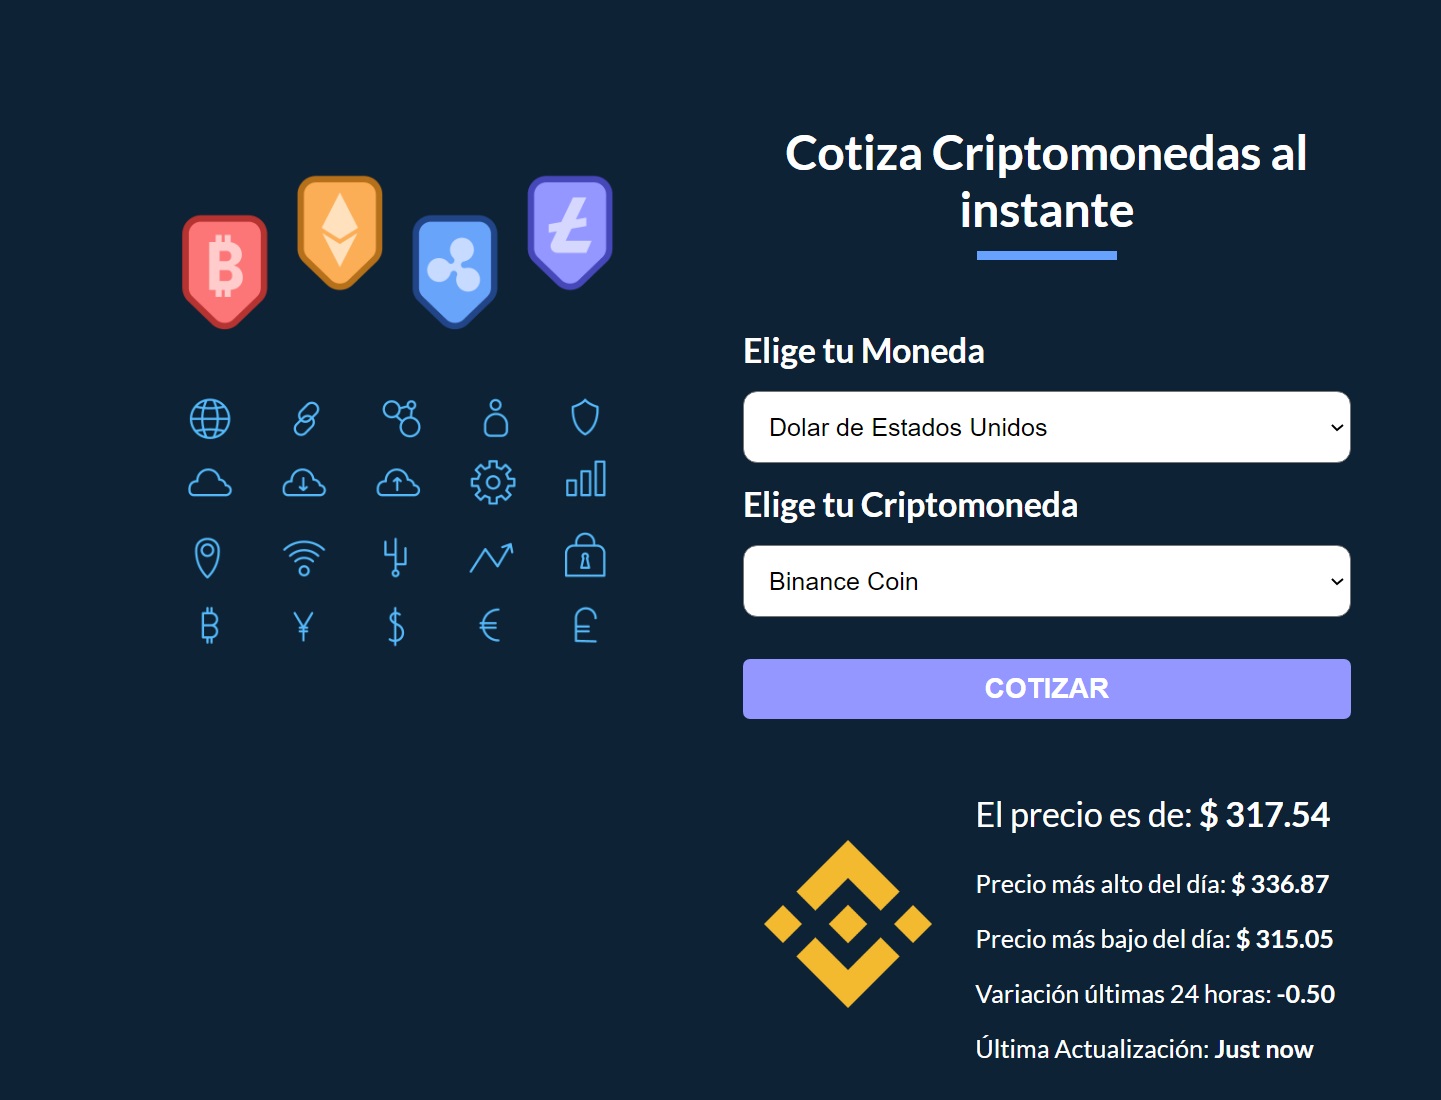 Cotiza Criptomonedas al
instante
Elige tu Moneda
Dolar de Estados Unidos
Elige tu Criptomoneda
Binance Coin
COTIZAR
El precio es de: $ 317.54
Precio más alto del día: $ 336.87
Precio más bajo del día: $ 315.05
Variación últimas 24 horas: -0.50
Última Actualización: Just now